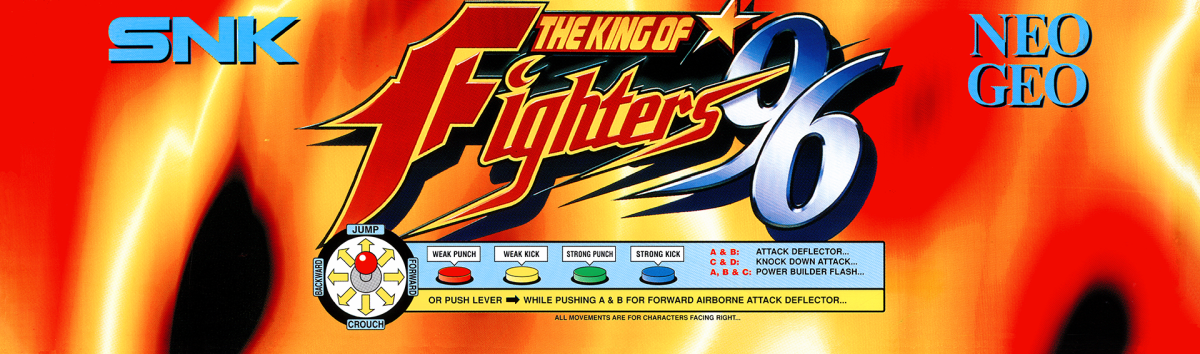 SNK
THE KING OF
Fighters '96
NEO
GEO
JUMP
BACKWARD
FORWARD
CROUCH
WEAK PUNCH
WEAK KICK
STRONG PUNCH
STRONG KICK
A & B: ATTACK DEFLECTOR...
C & D: KNOCK DOWN ATTACK...
A, B & C: POWER BUILDER FLASH...
OR PUSH LEVER ➡ WHILE PUSHING A & B FOR FORWARD AIRBORNE ATTACK DEFLECTOR...
ALL MOVEMENTS ARE FOR CHARACTERS FACING RIGHT...